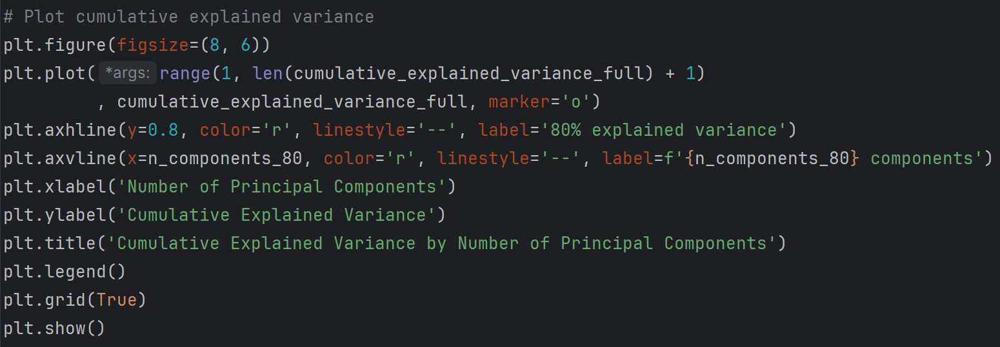 # Plot cumulative explained variance
plt.figure(figsize=(8, 6))
plt.plot( *args: range(1, len(cumulative_explained_variance_full) + 1)
         , cumulative_explained_variance_full, marker='o')
plt.axhline(y=0.8, color='r', linestyle='--', label='80% explained variance')
plt.axvline(x=n_components_80, color='r', linestyle='--', label=f'{n_components_80} components')
plt.xlabel('Number of Principal Components')
plt.ylabel('Cumulative Explained Variance')
plt.title('Cumulative Explained Variance by Number of Principal Components')
plt.legend()
plt.grid(True)
plt.show()